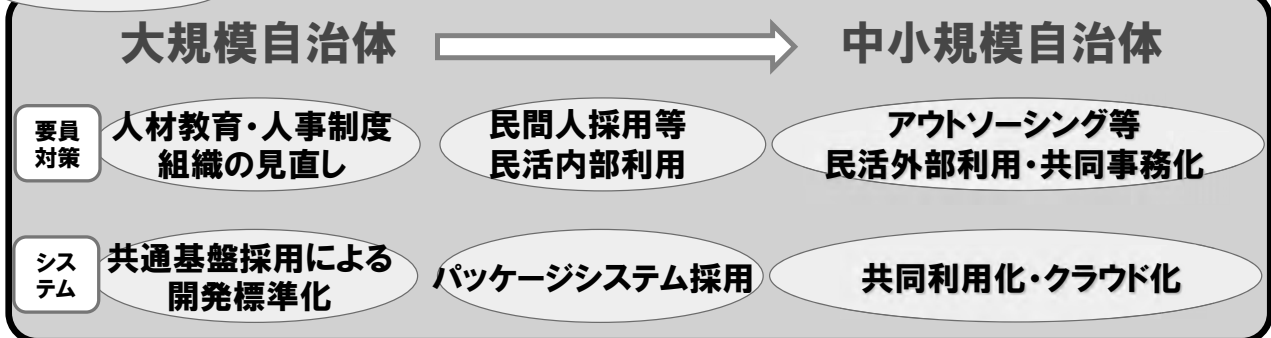 大規模自治体
中小規模自治体
要員
対策
人材教育・人事制度
組織の見直し
民間人採用等
民活内部利用
アウトソーシング等
民活外部利用・共同事務化
シス
テム
共通基盤採用による
開発標準化
パッケージシステム採用
共同利用化・クラウド化